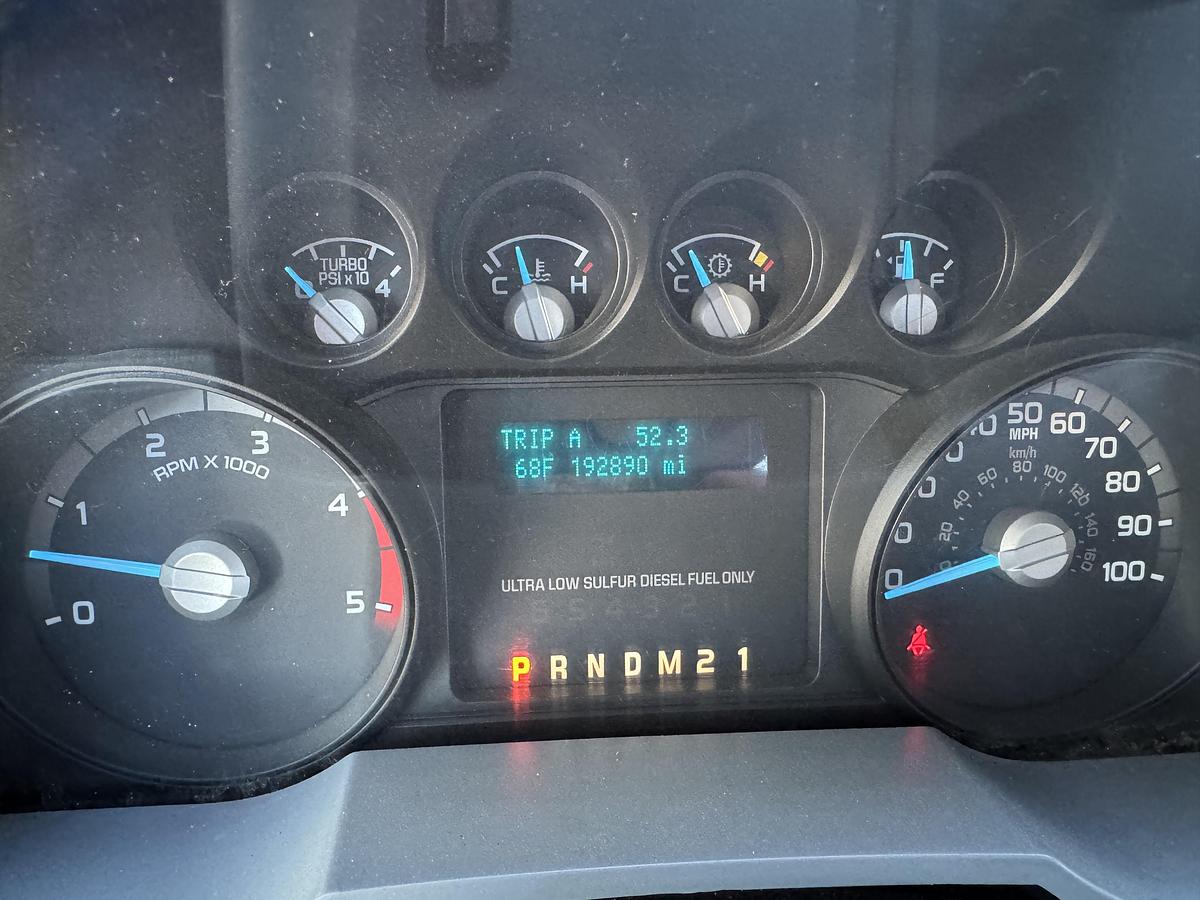 TURBO
PSI x 10
4
C H
C H
F
0 1 2 3 4 5
RPM X 1000
TRIP A 52.3
68F 192890 mi
ULTRA LOW SULFUR DIESEL FUEL ONLY
P R N D M 2 1
50 60 70 80 90 100
MPH
km/h
20 40 60 80 100 120 140 160